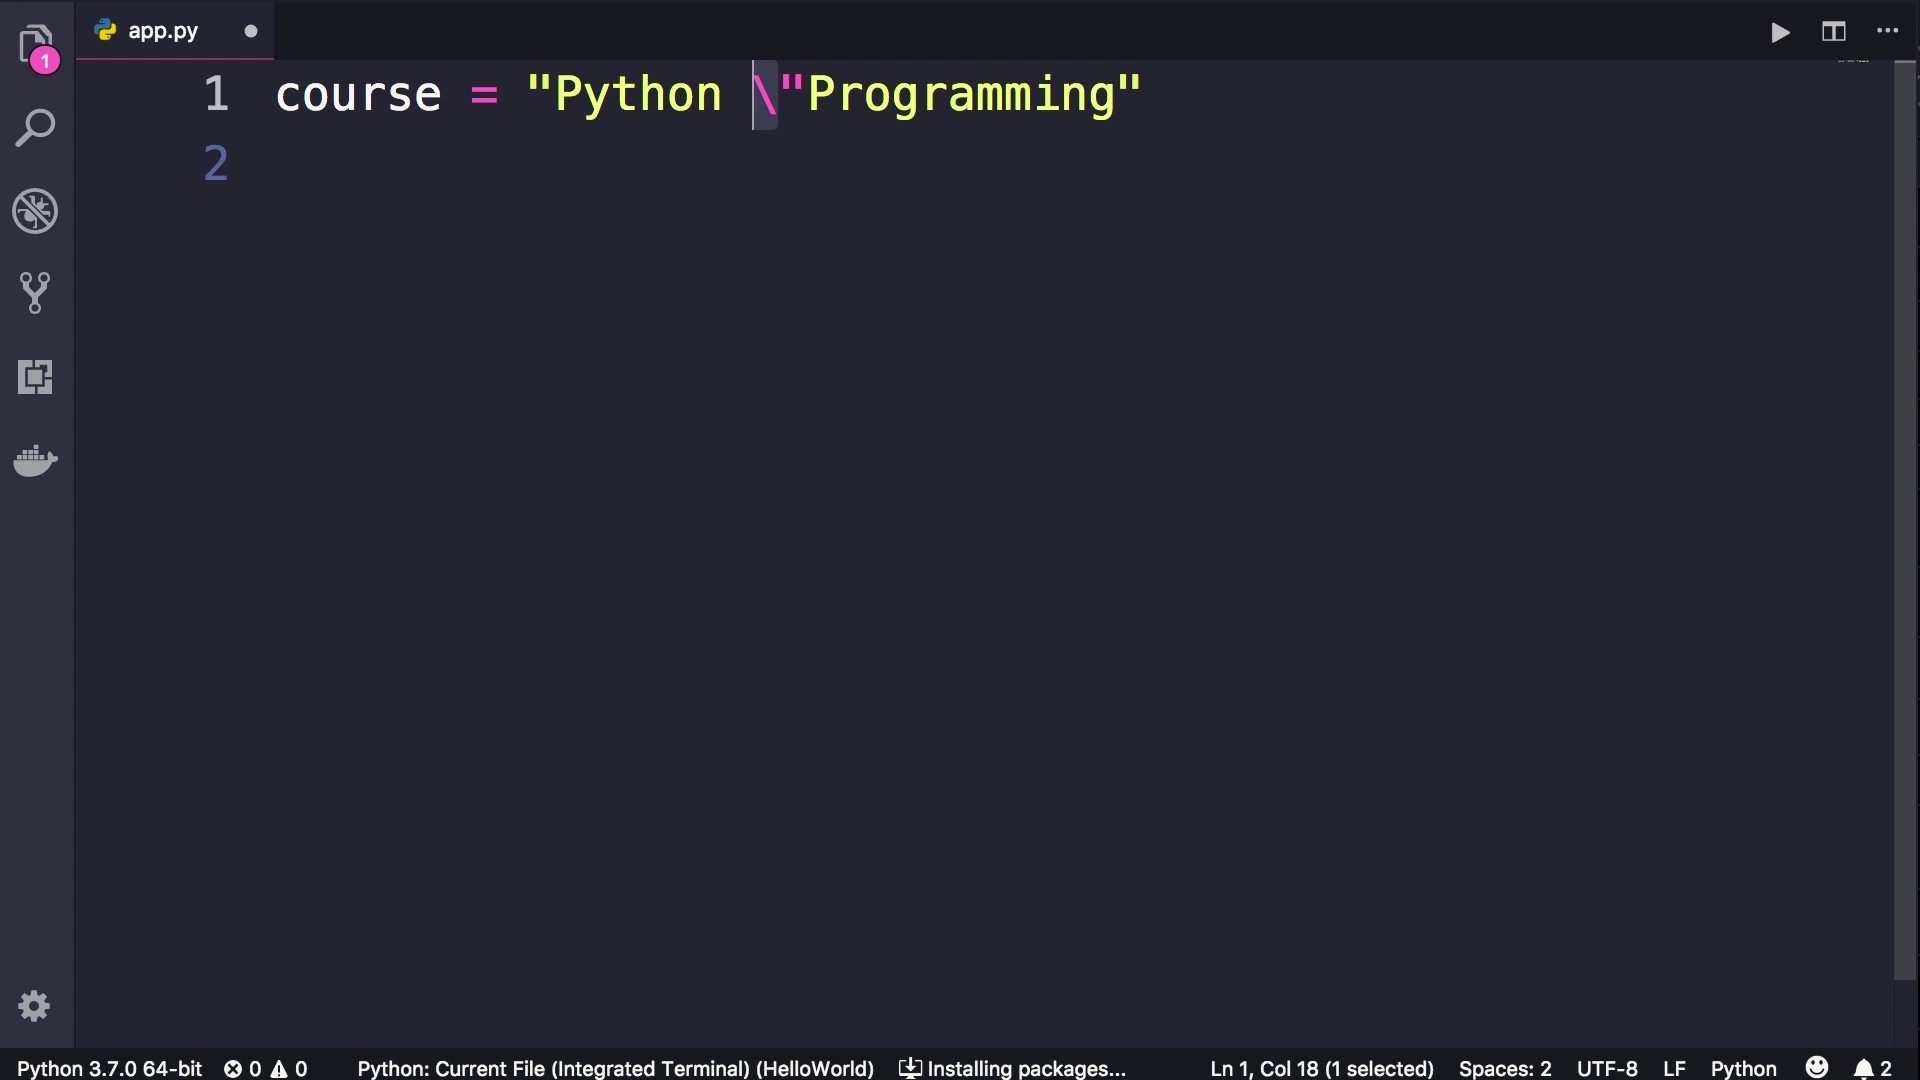 app.py
1
1 course = "Python \"Programming"
2
Python 3.7.0 64-bit 0 0 Python: Current File (Integrated Terminal) (HelloWorld) Installing packages... Ln 1, Col 18 (1 selected) Spaces: 2 UTF-8 LF Python 2